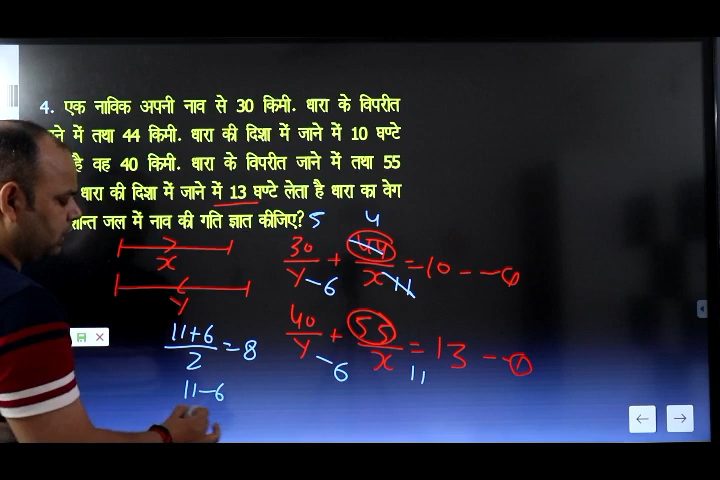 4. एक नाविक अपनी नाव से 30 किमी. धारा के विपरीत
में तथा 44 किमी. धारा की दिशा में जाने में 10 घण्टे
है वह 40 किमी. धारा के विपरीत जाने में तथा 55
धारा की दिशा में जाने में 13 घण्टे लेता है धारा का वेग
शान्त जल में नाव की गति ज्ञात कीजिए?
5 4
x
y
30/y + 44/x = 10
6 11
40/y + 55/x = 13
6 11
11+6/2 = 8
11-6